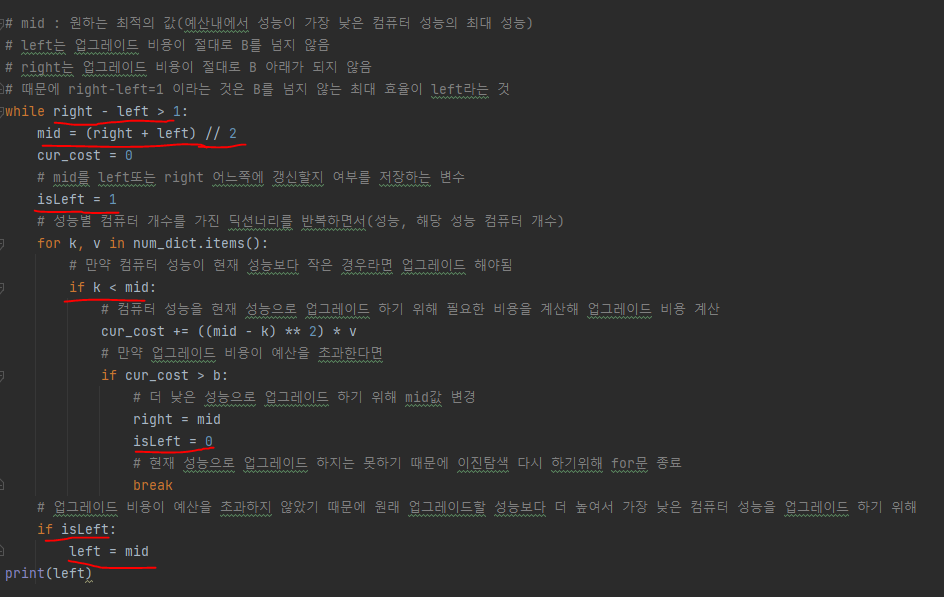 # mid : 원하는 최적의 값(예산내에서 성능이 가장 낮은 컴퓨터 성능의 최대 성능)
# left는 업그레이드 비용이 절대로 B를 넘지 않음
# right는 업그레이드 비용이 절대로 B 아래가 되지 않음
# 때문에 right-left=1 이라는 것은 B를 넘지 않는 최대 효율이 left라는 것
while right - left > 1:
    mid = (right + left) // 2
    cur_cost = 0
    # mid를 left또는 right 어느쪽에 갱신할지 여부를 저장하는 변수
    isLeft = 1
    # 성능별 컴퓨터 개수를 가진 딕션너리를 반복하면서(성능, 해당 성능 컴퓨터 개수)
    for k, v in num_dict.items():
        # 만약 컴퓨터 성능이 현재 성능보다 작은 경우라면 업그레이드 해야됨
        if k < mid:
            # 컴퓨터 성능을 현재 성능으로 업그레이드 하기 위해 필요한 비용을 계산해 업그레이드 비용 계산
            cur_cost += ((mid - k) ** 2) * v
            # 만약 업그레이드 비용이 예산을 초과한다면
            if cur_cost > b:
                # 더 낮은 성능으로 업그레이드 하기 위해 mid값 변경
                right = mid
                isLeft = 0
                # 현재 성능으로 업그레이드 하지는 못하기 때문에 이진탐색 다시 하기위해 for문 종료
                break
    # 업그레이드 비용이 예산을 초과하지 않았기 때문에 원래 업그레이드할 성능보다 더 높여서 가장 낮은 컴퓨터 성능을 업그레이드 하기 위해
    if isLeft:
        left = mid
print(left)